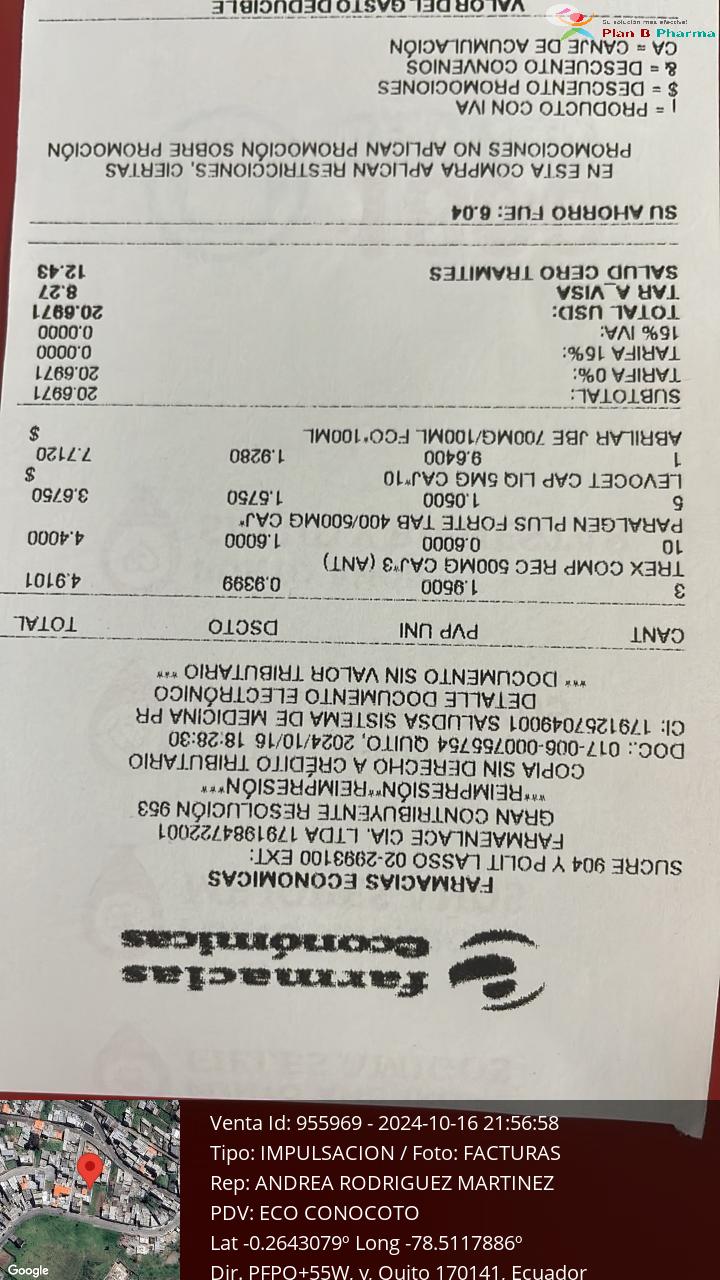 Su solución más efectiva!
Plan B Pharma
farmacias
económicas
FARMACIAS ECONOMICAS
SUCRE 904 Y POLIT LASSO 02-2993100 EXT:
FARMAENLACE CIA. LTDA 1791984722001
GRAN CONTRIBUYENTE RESOLUCIÓN 953
***REIMPRESIÓN**REIMPRESIÓN***
COPIA SIN DERECHO A CRÉDITO TRIBUTARIO
DOC.: 017-006-000755754 QUITO, 2024/10/16 18:28:30
CI: 1791257049001 SALUDSA SISTEMA DE MEDICINA PR
DETALLE DOCUMENTO ELECTRÓNICO
*** DOCUMENTO SIN VALOR TRIBUTARIO ***
CANT PVP UNI DSCTO TOTAL
3 1.9500 0.9399 4.9101
TREX COMP REC 500MG CAJ*3 (ANT)
10 0.6000 1.6000 4.4000
PARALGEN PLUS FORTE TAB 400/500MG CAJ*
5 1.0500 1.5750 3.6750
LEVOCET CAP LIQ 5MG CAJ*10 $
1 9.6400 1.9280 7.7120
ABRILAR JBE 700MG/100ML FCO*100ML $
SUBTOTAL: 20.6971
TARIFA 0%: 20.6971
TARIFA 15%: 0.0000
15% IVA: 0.0000
TOTAL USD: 20.6971
TAR A_VISA 8.27
SALUD CERO TRAMITES 12.43
SU AHORRO FUE: 6.04
EN ESTA COMPRA APLICAN RESTRICCIONES, CIERTAS
PROMOCIONES NO APLICAN PROMOCIÓN SOBRE PROMOCIÓN
I = PRODUCTO CON IVA
$ = DESCUENTO PROMOCIONES
& = DESCUENTO CONVENIOS
CA = CANJE DE ACUMULACIÓN
VALOR DEL GASTO DEDUCIBLE
Google
Venta Id: 955969 - 2024-10-16 21:56:58
Tipo: IMPULSACION / Foto: FACTURAS
Rep: ANDREA RODRIGUEZ MARTINEZ
PDV: ECO CONOCOTO
Lat -0.2643079º Long -78.5117886º
Dir. PFPQ+55W, y, Quito 170141, Ecuador